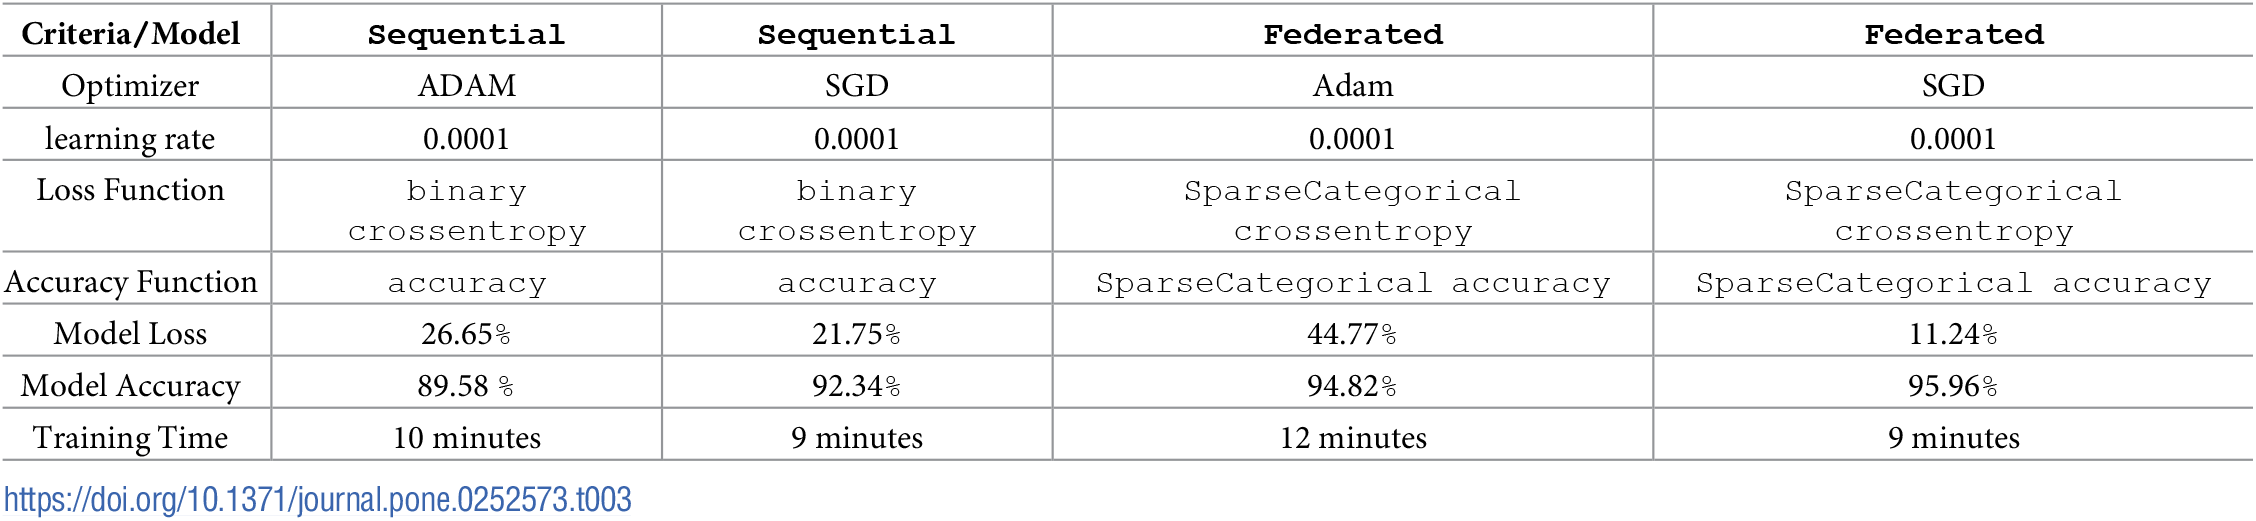 Criteria/Model Sequential Sequential Federated Federated
Optimizer ADAM SGD Adam SGD
learning rate 0.0001 0.0001 0.0001 0.0001
Loss Function binary binary SparseCategorical SparseCategorical
crossentropy crossentropy crossentropy crossentropy
Accuracy Function accuracy accuracy SparseCategorical accuracy SparseCategorical accuracy
Model Loss 26.65% 21.75% 44.77% 11.24%
Model Accuracy 89.58 % 92.34% 94.82% 95.96%
Training Time 10 minutes 9 minutes 12 minutes 9 minutes
https://doi.org/10.1371/journal.pone.0252573.t003